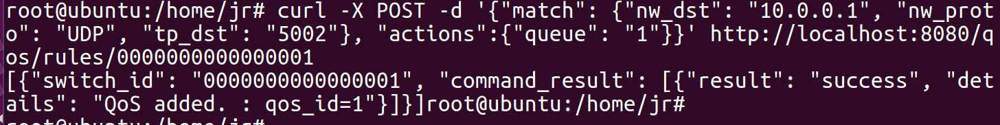 root@ubuntu:/home/jr# curl -X POST -d '{"match": {"nw_dst": "10.0.0.1", "nw_prot
o": "UDP", "tp_dst": "5002"}, "actions":{"queue": "1"}}' http://localhost:8080/q
os/rules/0000000000000001
[{"switch_id": "0000000000000001", "command_result": [{"result": "success", "det
ails": "QoS added. : qos_id=1"}]}]root@ubuntu:/home/jr#
root@ubuntu:/home/jr#